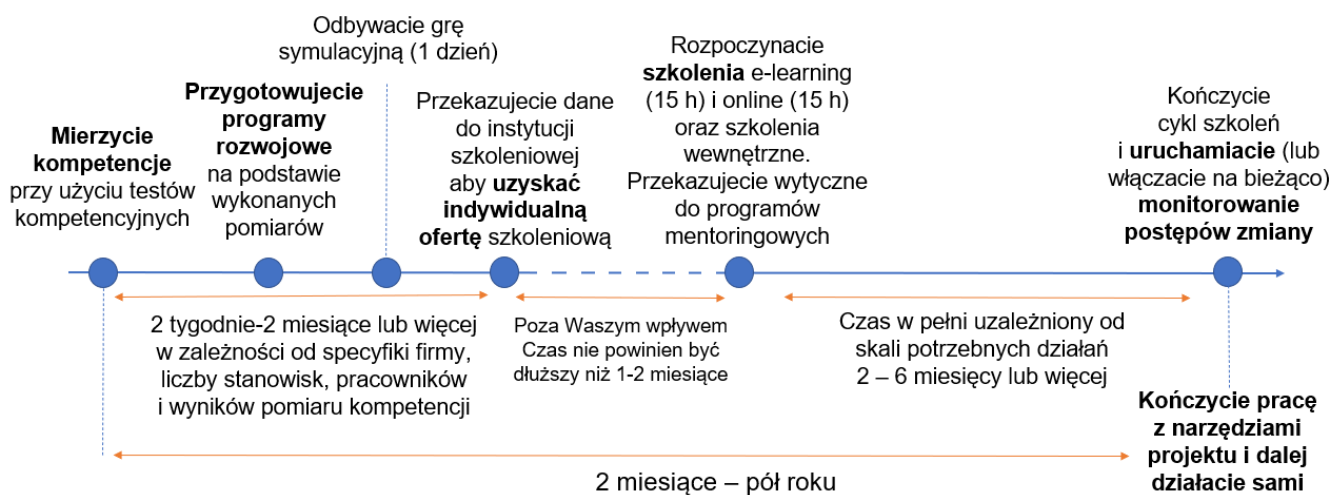 Odbywacie grę
symulacyjną (1 dzień)
Mierzycie
kompetencje
przy użyciu testów
kompetencyjnych
Przygotowujecie
programy
rozwojowe
na podstawie
wykonanych
pomiarów
Przekazujecie dane
do instytucji
szkoleniowej
aby uzyskać
indywidualną
ofertę szkoleniową
Rozpoczynacie
szkolenia e-learning
(15 h) i online (15 h)
oraz szkolenia
wewnętrzne.
Przekazujecie wytyczne
do programów
mentoringowych
Kończycie
cykl szkoleń
i uruchamiacie (lub
włączacie na bieżąco)
monitorowanie
postępów zmiany
2 tygodnie-2 miesiące lub więcej
w zależności od specyfiki firmy,
liczby stanowisk, pracowników
i wyników pomiaru kompetencji
Poza Waszym wpływem
Czas nie powinien być
dłuższy niż 1-2 miesiące
Czas w pełni uzależniony od
skali potrzebnych działań
2 – 6 miesięcy lub więcej
Kończycie pracę
z narzędziami
projektu i dalej
działacie sami
2 miesiące – pół roku